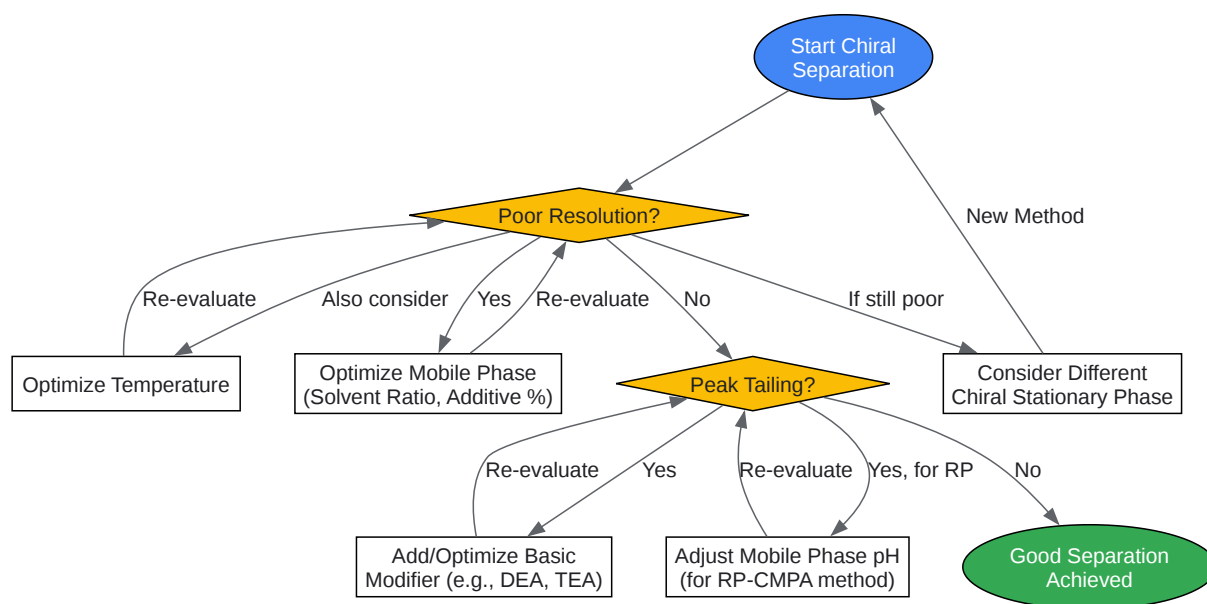 Start Chiral
Separation
Poor Resolution?
New Method
Re-evaluate
Also consider
Yes
Re-evaluate
No
If still poor
Optimize Temperature
Optimize Mobile Phase
(Solvent Ratio, Additive %)
Peak Tailing?
Consider Different
Chiral Stationary Phase
Re-evaluate
Yes
Re-evaluate
Yes, for RP
No
Add/Optimize Basic
Modifier (e.g., DEA, TEA)
Adjust Mobile Phase pH
(for RP-CMPA method)
Good Separation
Achieved